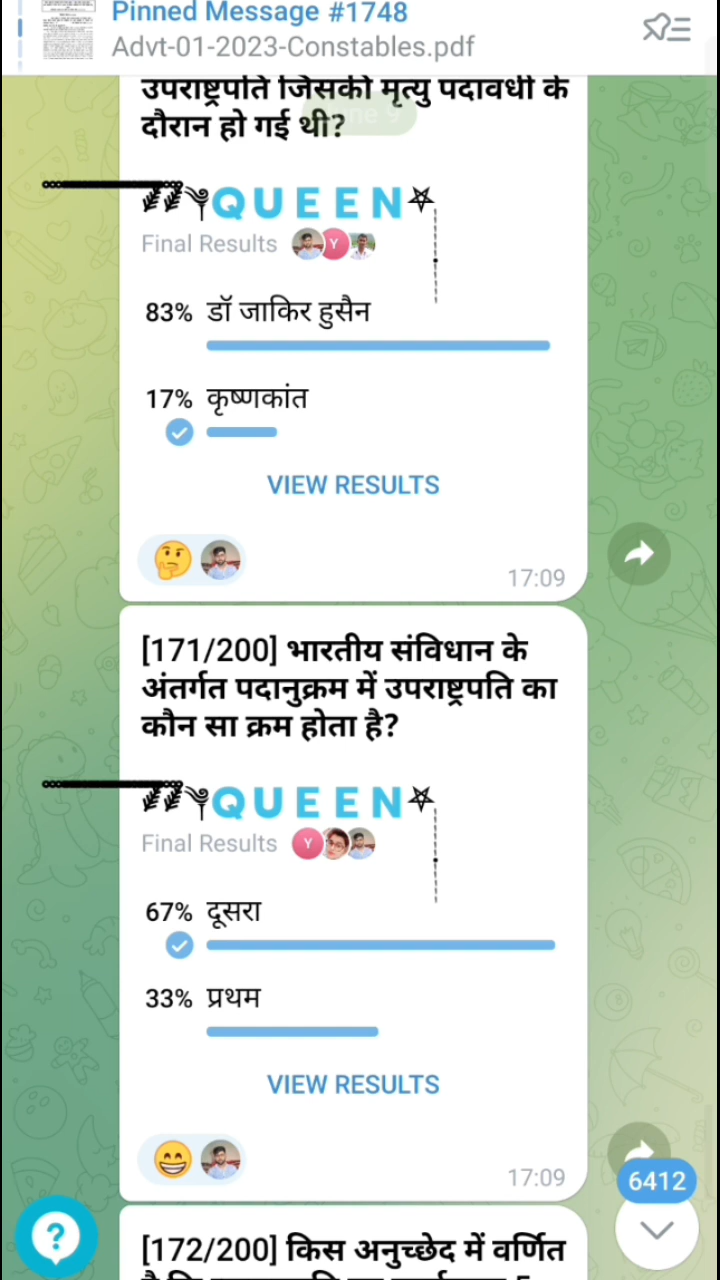 Pinned Message #1748
Advt-01-2023-Constables.pdf
उपराष्ट्रपति जिसकी मृत्यु पदावधी के
June 9
दौरान हो गई थी?
QUEEN
Final Results
Y
83% डॉ जाकिर हुसैन
17% कृष्णकांत
VIEW RESULTS
17:09
[171/200] भारतीय संविधान के
अंतर्गत पदानुक्रम में उपराष्ट्रपति का
कौन सा क्रम होता है?
QUEEN
Final Results
Y
67% दूसरा
33% प्रथम
VIEW RESULTS
17:09
6412
?
[172/200] किस अनुच्छेद में वर्णित